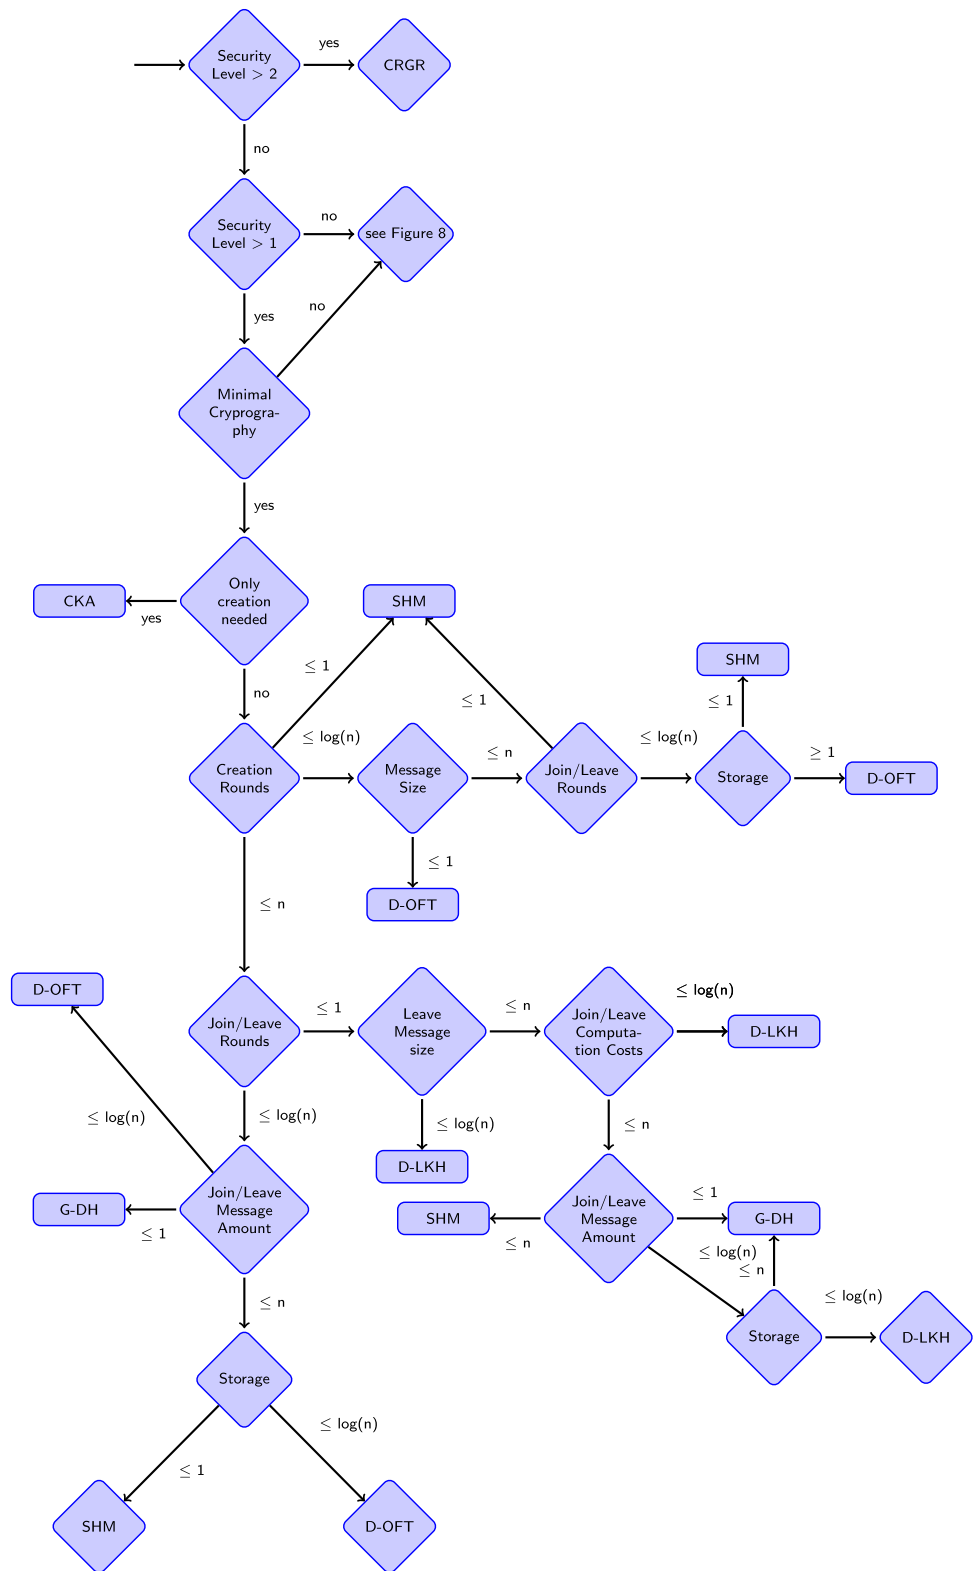 Security
Level > 2
yes
CRGR
no
Security
Level > 1
no
see Figure 8
yes
no
Minimal
Cryprogra-
phy
yes
Only
creation
needed
yes
CKA
SHM
no
≤ 1
≤ 1
SHM
≤ 1
Creation
Rounds
≤ log(n)
Message
Size
≤ n
Join/Leave
Rounds
≤ log(n)
Storage
≥ 1
D-OFT
≤ 1
D-OFT
≤ n
D-OFT
Join/Leave
Rounds
≤ 1
Leave
Message
size
≤ n
Join/Leave
Computa-
tion Costs
≤ log(n)
D-LKH
≤ log(n)
≤ log(n)
≤ log(n)
D-LKH
≤ n
G-DH
≤ 1
Join/Leave
Message
Amount
SHM
≤ n
Join/Leave
Message
Amount
≤ 1
G-DH
≤ log(n)
≤ n
Storage
≤ log(n)
D-LKH
≤ n
Storage
≤ 1
≤ log(n)
SHM
D-OFT